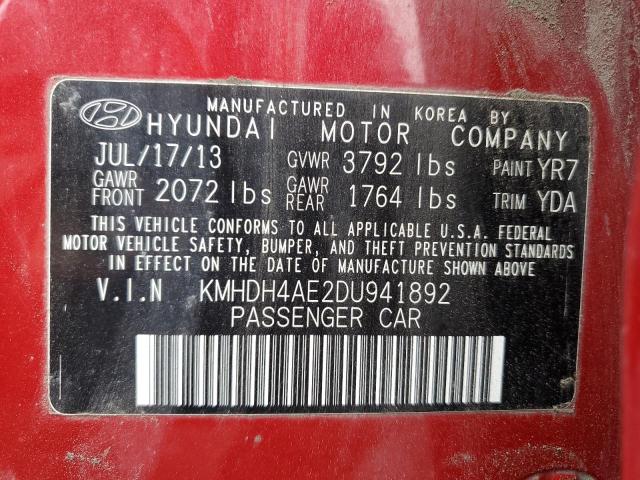 MANUFACTURED IN KOREA BY
HYUNDAI MOTOR COMPANY
JUL/17/13 GVWR 3792 lbs PAINT YR7
GAWR FRONT 2072 lbs GAWR REAR 1764 lbs TRIM YDA
THIS VEHICLE CONFORMS TO ALL APPLICABLE U.S.A. FEDERAL
MOTOR VEHICLE SAFETY, BUMPER, AND THEFT PREVENTION STANDARDS
IN EFFECT ON THE DATE OF MANUFACTURE SHOWN ABOVE
V.I.N KMHDH4AE2DU941892
PASSENGER CAR